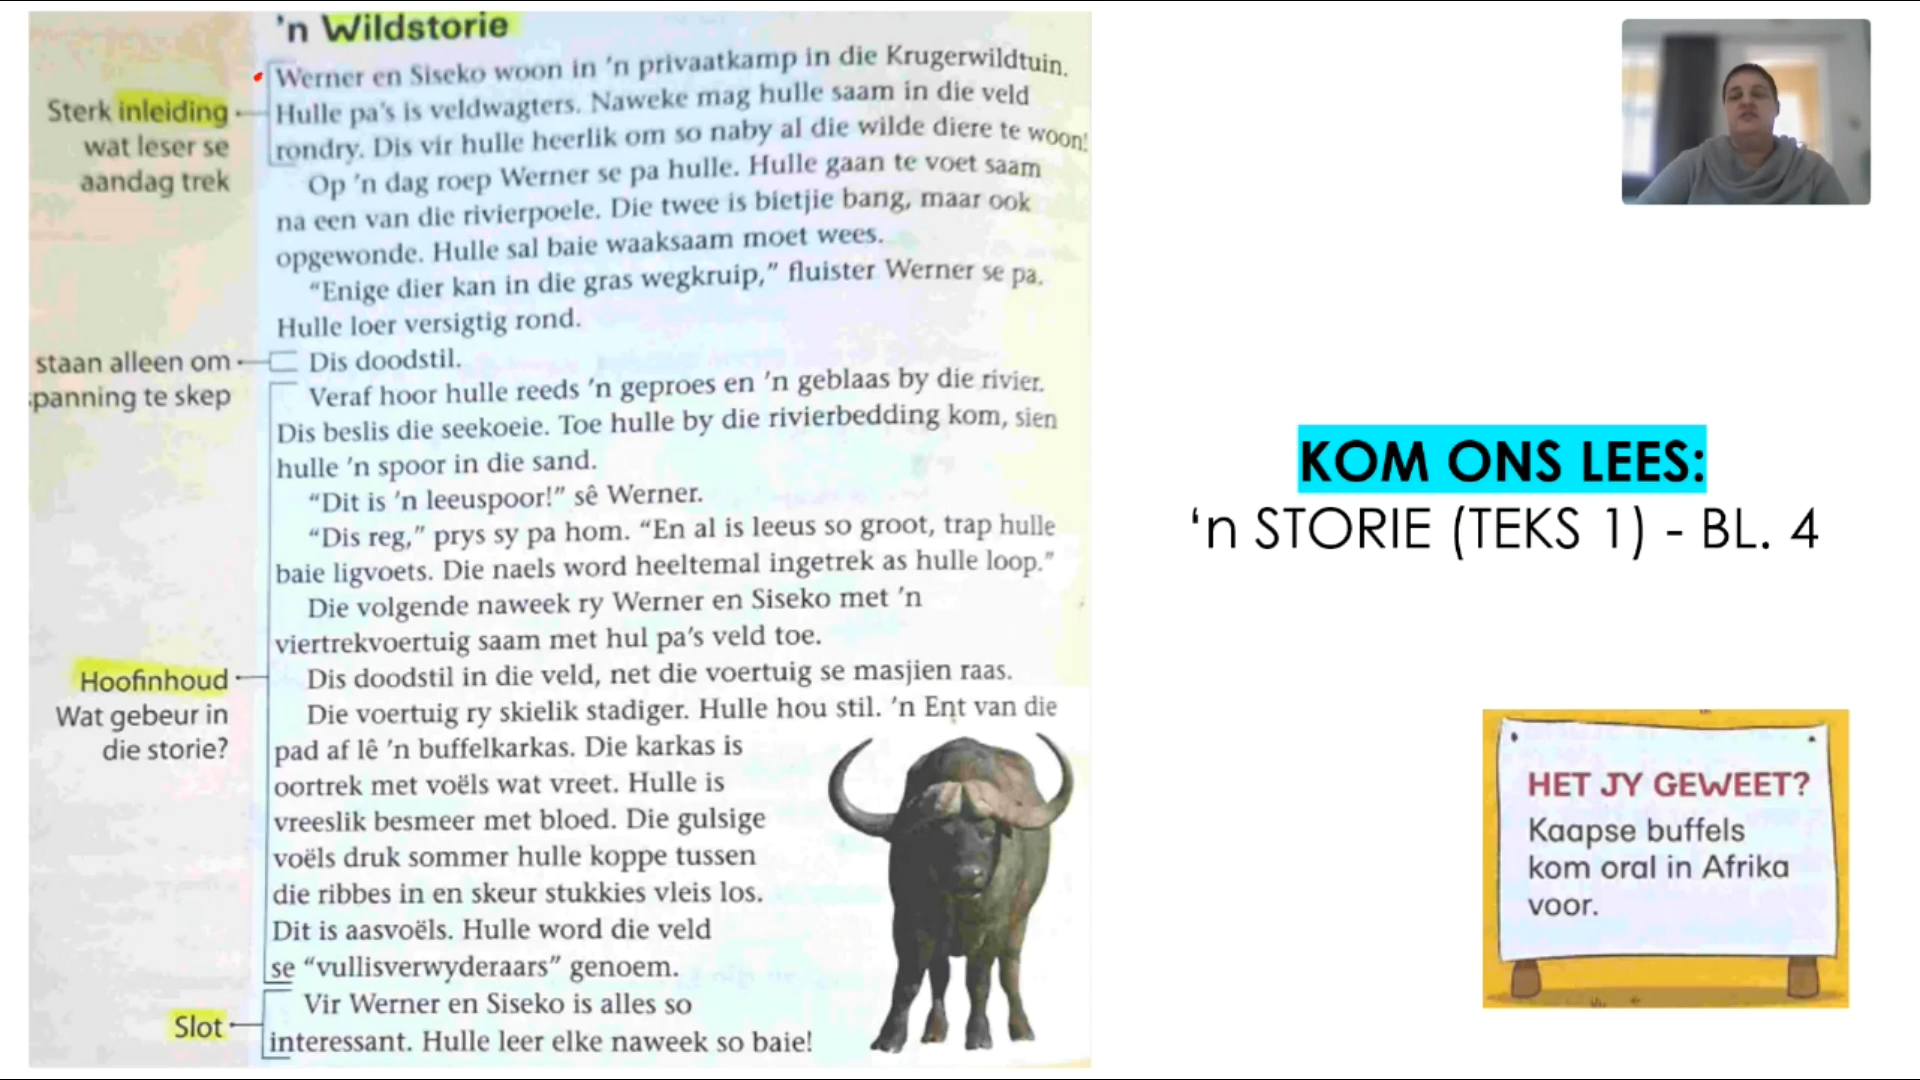 'n Wildstorie
Werner en Siseko woon in 'n privaatkamp in die Krugerwildtuin.
Hulle pa's is veldwagters. Naweke mag hulle saam in die veld
rondry. Dis vir hulle heerlik om so naby al die wilde diere te woon!
Op 'n dag roep Werner se pa hulle. Hulle gaan te voet saam
na een van die rivierpoele. Die twee is bietjie bang, maar ook
opgewonde. Hulle sal baie waaksaam moet wees.
“Enige dier kan in die gras wegkruip,” fluister Werner se pa.
Hulle loer versigtig rond.
Dis doodstil.
Veraf hoor hulle reeds 'n geproes en 'n geblaas by die rivier.
Dis beslis die seekoeie. Toe hulle by die rivierbedding kom, sien
hulle 'n spoor in die sand.
“Dit is 'n leeuspoor!” sê Werner.
“Dis reg,” prys sy pa hom. “En al is leeus so groot, trap hulle
baie ligvoets. Die naels word heeltemal ingetrek as hulle loop.”
Die volgende naweek ry Werner en Siseko met 'n
viertrekvoertuig saam met hul pa's veld toe.
Dis doodstil in die veld, net die voertuig se masjien raas.
Die voertuig ry skielik stadiger. Hulle hou stil. 'n Ent van die
pad af lê 'n buffelkarkas. Die karkas is
oortrek met voëls wat vreet. Hulle is
vreeslik besmeer met bloed. Die gulsige
voëls druk sommer hulle koppe tussen
die ribbes in en skeur stukkies vleis los.
Dit is aasvoëls. Hulle word die veld
se “vullisverwyderaars” genoem.
Vir Werner en Siseko is alles so
interessant. Hulle leer elke naweek so baie!
Sterk inleiding
wat leser se
aandag trek
staan alleen om
spanning te skep
Hoofinhoud
Wat gebeur in
die storie?
Slot
KOM ONS LEES:
‘n STORIE (TEKS 1) - BL. 4
HET JY GEWEET?
Kaapse buffels
kom oral in Afrika
voor.